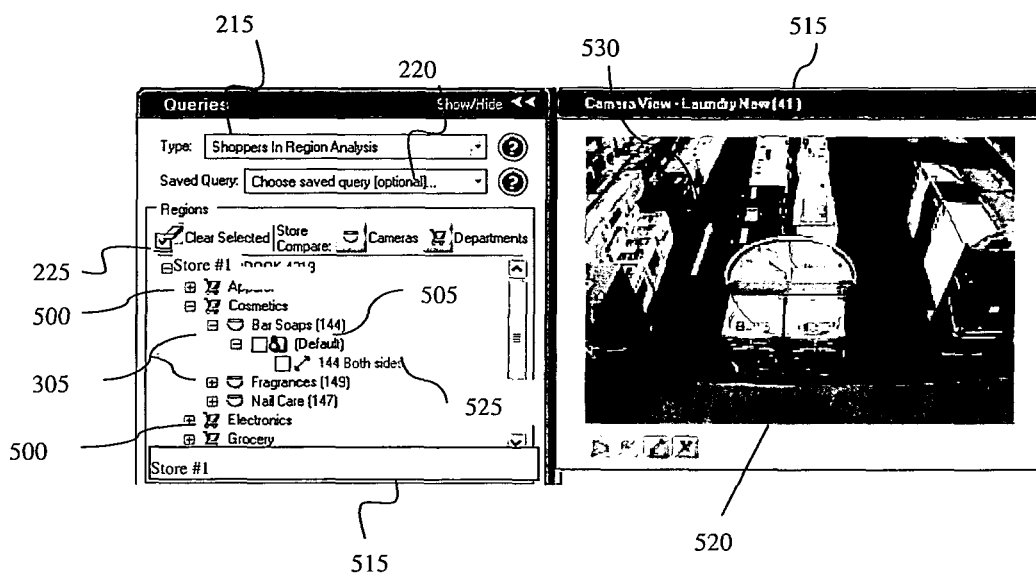 215
530
515
220
Queries Show/Hide
Camera View - Laundry New (41)
Type: Shoppers In Region Analysis
Saved Query: Choose saved query [optional]...
Regions
Clear Selected Store Compare: Cameras Departments
225
Store #1
500
Cosmetics
505
Bar Soaps (144)
(Default)
144 Both sides
305
Fragrances (149)
525
Nail Care (147)
500
Electronics
Grocery
Store #1
520
515